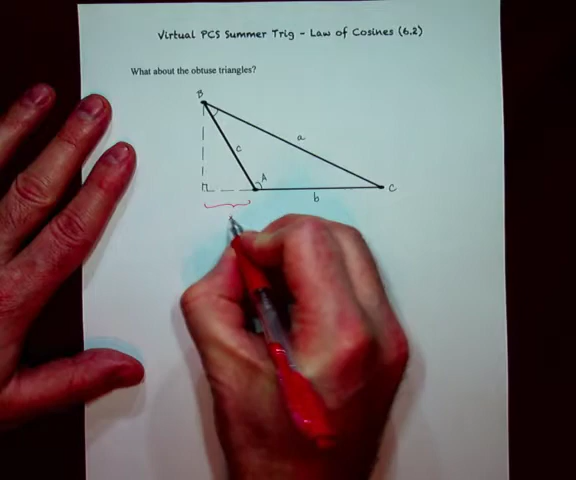 Virtual PCS Summer Trig - Law of Cosines (6.2)
What about the obtuse triangles?
B
a
c
A
C
b